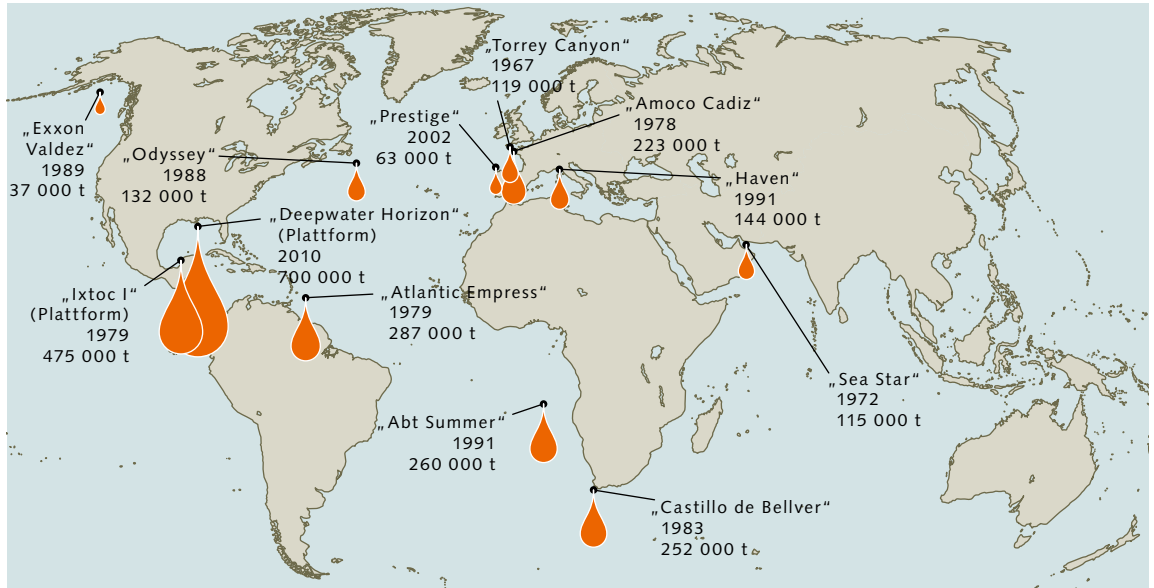 „Torrey Canyon“
1967
119 000 t
„Amoco Cadiz“
1978
223 000 t
„Prestige“
2002
63 000 t
„Exxon
Valdez“
1989
37 000 t
„Odyssey“
1988
132 000 t
„Haven“
1991
144 000 t
„Deepwater Horizon“
(Plattform)
2010
700 000 t
„Ixtoc I“
(Plattform)
1979
475 000 t
„Atlantic Empress“
1979
287 000 t
„Sea Star“
1972
115 000 t
„Abt Summer“
1991
260 000 t
„Castillo de Bellver“
1983
252 000 t